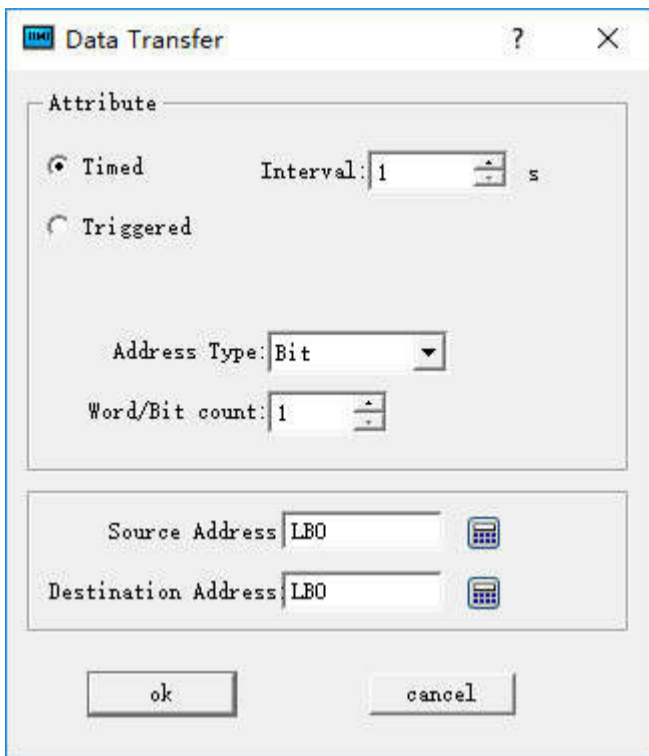 HMI Data Transfer ?
Attribute
Timed Interval: 1 s
Triggered
Address Type: Bit
Word/Bit count: 1
Source Address LB0
Destination Address: LB0
ok cancel